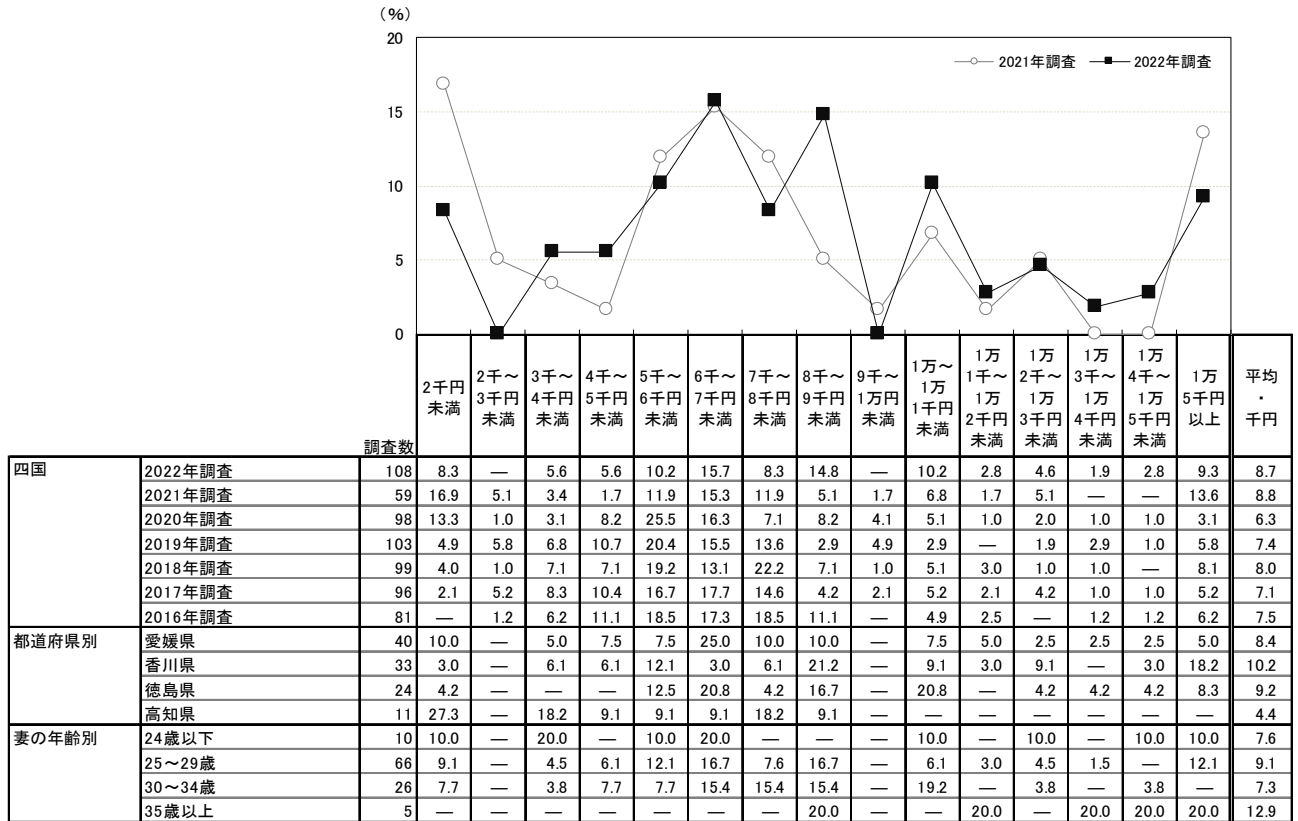 （％）
20
15
10
5
0
2021年調査 2022年調査
調査数 2千円未満 2千～3千円未満 3千～4千円未満 4千～5千円未満 5千～6千円未満 6千～7千円未満 7千～8千円未満 8千～9千円未満 9千～1万円未満 1万～1万1千円未満 1万1千～1万2千円未満 1万2千～1万3千円未満 1万3千～1万4千円未満 1万4千～1万5千円未満 1万5千円以上 平均・千円
四国 2022年調査 108 8.3 — 5.6 5.6 10.2 15.7 8.3 14.8 — 10.2 2.8 4.6 1.9 2.8 9.3 8.7
2021年調査 59 16.9 5.1 3.4 1.7 11.9 15.3 11.9 5.1 1.7 6.8 1.7 5.1 — — 13.6 8.8
2020年調査 98 13.3 1.0 3.1 8.2 25.5 16.3 7.1 8.2 4.1 5.1 1.0 2.0 1.0 1.0 3.1 6.3
2019年調査 103 4.9 5.8 6.8 10.7 20.4 15.5 13.6 2.9 4.9 2.9 — 1.9 2.9 1.0 5.8 7.4
2018年調査 99 4.0 1.0 7.1 7.1 19.2 13.1 22.2 7.1 1.0 5.1 3.0 1.0 1.0 — 8.1 8.0
2017年調査 96 2.1 5.2 8.3 10.4 16.7 17.7 14.6 4.2 2.1 5.2 2.1 4.2 1.0 1.0 5.2 7.1
2016年調査 81 — 1.2 6.2 11.1 18.5 17.3 18.5 11.1 — 4.9 2.5 — 1.2 1.2 6.2 7.5
都道府県別 愛媛県 40 10.0 — 5.0 7.5 7.5 25.0 10.0 10.0 — 7.5 5.0 2.5 2.5 2.5 5.0 8.4
香川県 33 3.0 — 6.1 6.1 12.1 3.0 6.1 21.2 — 9.1 3.0 9.1 — 3.0 18.2 10.2
徳島県 24 4.2 — — — 12.5 20.8 4.2 16.7 — 20.8 — 4.2 4.2 4.2 8.3 9.2
高知県 11 27.3 — 18.2 9.1 9.1 9.1 18.2 9.1 — — — — — — — 4.4
妻の年齢別 24歳以下 10 10.0 — 20.0 — 10.0 20.0 — — — 10.0 — 10.0 — 10.0 10.0 7.6
25～29歳 66 9.1 — 4.5 6.1 12.1 16.7 7.6 16.7 — 6.1 3.0 4.5 1.5 — 12.1 9.1
30～34歳 26 7.7 — 3.8 7.7 7.7 15.4 15.4 15.4 — 19.2 — 3.8 — 3.8 — 7.3
35歳以上 5 — — — — — — — 20.0 — — 20.0 — 20.0 20.0 20.0 12.9